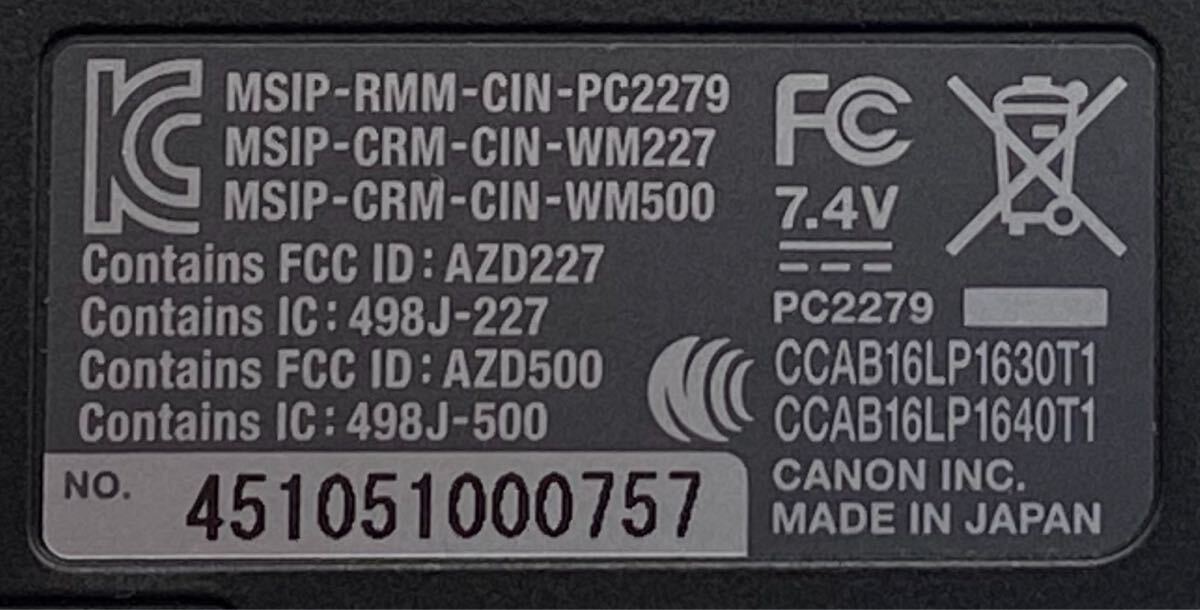 MSIP-RMM-CIN-PC2279
MSIP-CRM-CIN-WM227
MSIP-CRM-CIN-WM500
Contains FCC ID : AZD227
Contains IC : 498J-227
Contains FCC ID : AZD500
Contains IC : 498J-500
NO. 451051000757
FC
7.4V
PC2279
CCAB16LP1630T1
CCAB16LP1640T1
CANON INC.
MADE IN JAPAN